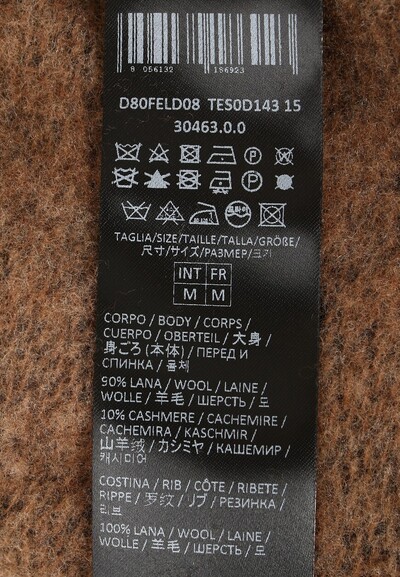 8 056132 186923
D80FELD08 TES0D143 15
30463.0.0
TAGLIA/SIZE/TAILLE/TALLA/GRÖßE/
尺寸/サイズ/РАЗМЕР/크기
INT FR
M M
CORPO / BODY / CORPS /
CUERPO / OBERTEIL / 大身 /
身ごろ (本体) / ПЕРЕД И
СПИНКА / 몸체
90% LANA / WOOL / LAINE /
WOLLE / 羊毛 / ШЕРСТЬ / 모
10% CASHMERE / CACHEMIRE /
CACHEMIRA / KASCHMIR /
山羊绒 / カシミヤ / КАШЕМИР /
캐시미어
COSTINA / RIB / CÔTE / RIBETE /
RIPPE / 罗纹 / リブ / РЕЗИНКА /
리브
100% LANA / WOOL / LAINE /
WOLLE / 羊毛 / ШЕРСТЬ / 모